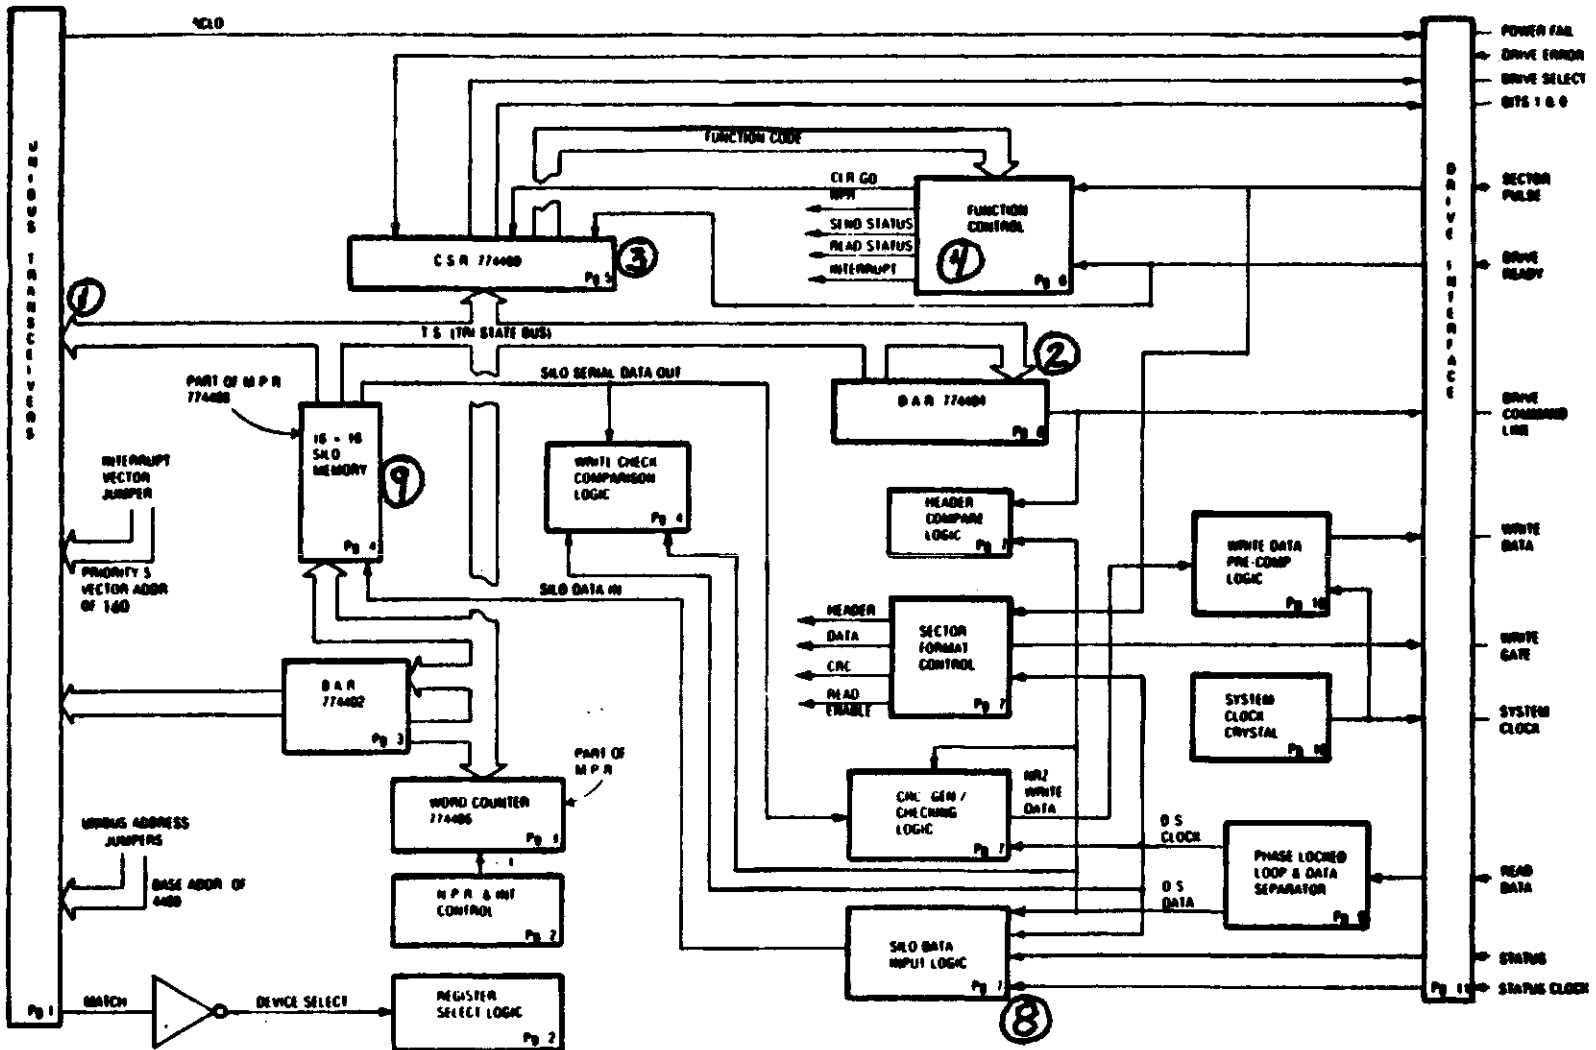 UNIBUS TRANSCEIVERS
Pg 1
ACLO
POWER FAIL
DRIVE ERROR
DRIVE SELECT
BITS 1 & 0
FUNCTION CODE
CLR GO
NPR
SEND STATUS
READ STATUS
INTERRUPT
FUNCTION
CONTROL
4
Pg 6
SECTOR
PULSE
DRIVE
READY
DRIVE INTERFACE
C S R 774400
Pg 5
3
1
T S (TRI STATE BUS)
2
PART OF M P R
774406
SILO SERIAL DATA OUT
B A R 774404
DRIVE
COMMAND
LINE
16 × 16
SILO
MEMORY
9
Pg 4
INTERRUPT
VECTOR
JUMPER
WRITE CHECK
COMPARISON
LOGIC
Pg 4
HEADER
COMPARE
LOGIC
Pg 7
WRITE DATA
PRE-COMP
LOGIC
Pg 10
WRITE
DATA
PRIORITY 5
VECTOR ADDR
OF 160
SILO DATA IN
HEADER
DATA
CRC
READ
ENABLE
SECTOR
FORMAT
CONTROL
Pg 7
WRITE
GATE
B A R
774402
Pg 3
SYSTEM
CLOCK
CRYSTAL
Pg 10
SYSTEM
CLOCK
PART OF
M P R
WORD COUNTER
774406
CRC GEN /
CHECKING
LOGIC
Pg 7
NRZ
WRITE
DATA
UNIBUS ADDRESS
JUMPERS
BASE ADDR OF
4400
N P R & INT
CONTROL
Pg 2
D S
CLOCK
D S
DATA
PHASE LOCKED
LOOP & DATA
SEPARATOR
READ
DATA
SILO DATA
INPUT LOGIC
Pg 7
8
STATUS
STATUS CLOCK
Pg 11
MATCH
DEVICE SELECT
REGISTER
SELECT LOGIC
Pg 2